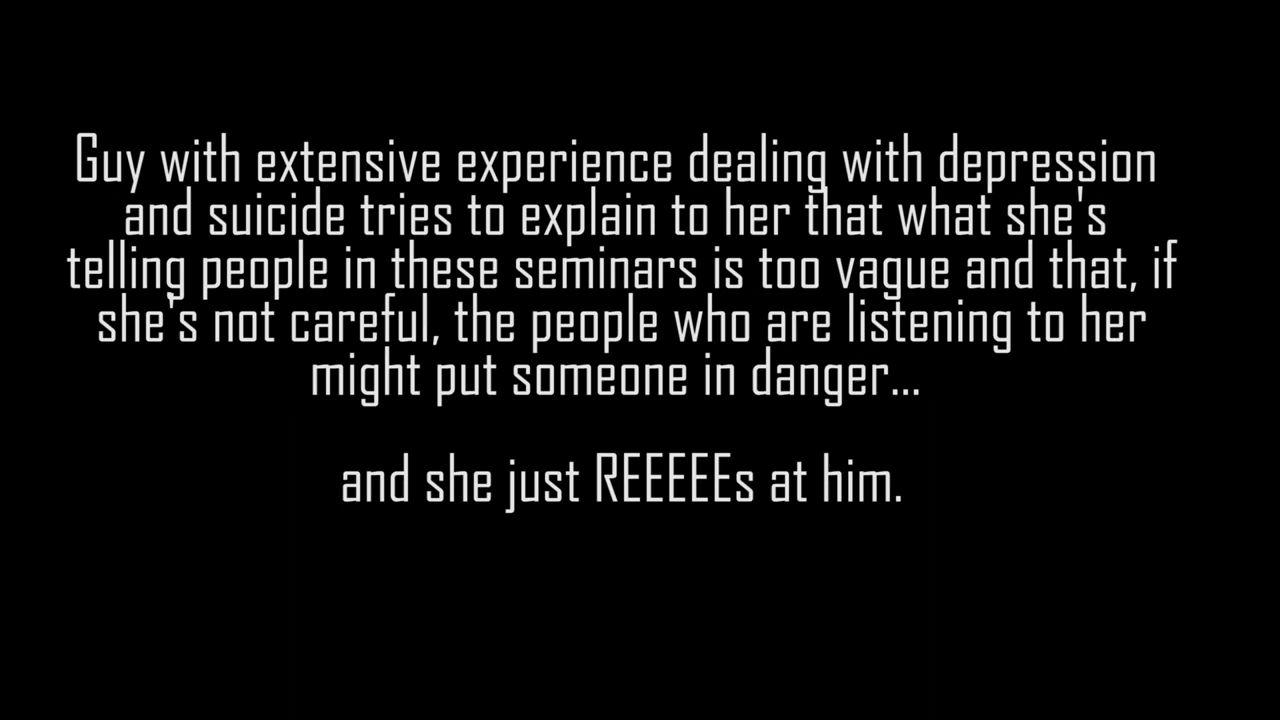 Guy with extensive experience dealing with depression
and suicide tries to explain to her that what she's
telling people in these seminars is too vague and that, if
she's not careful, the people who are listening to her
might put someone in danger...
and she just REEEEEs at him.